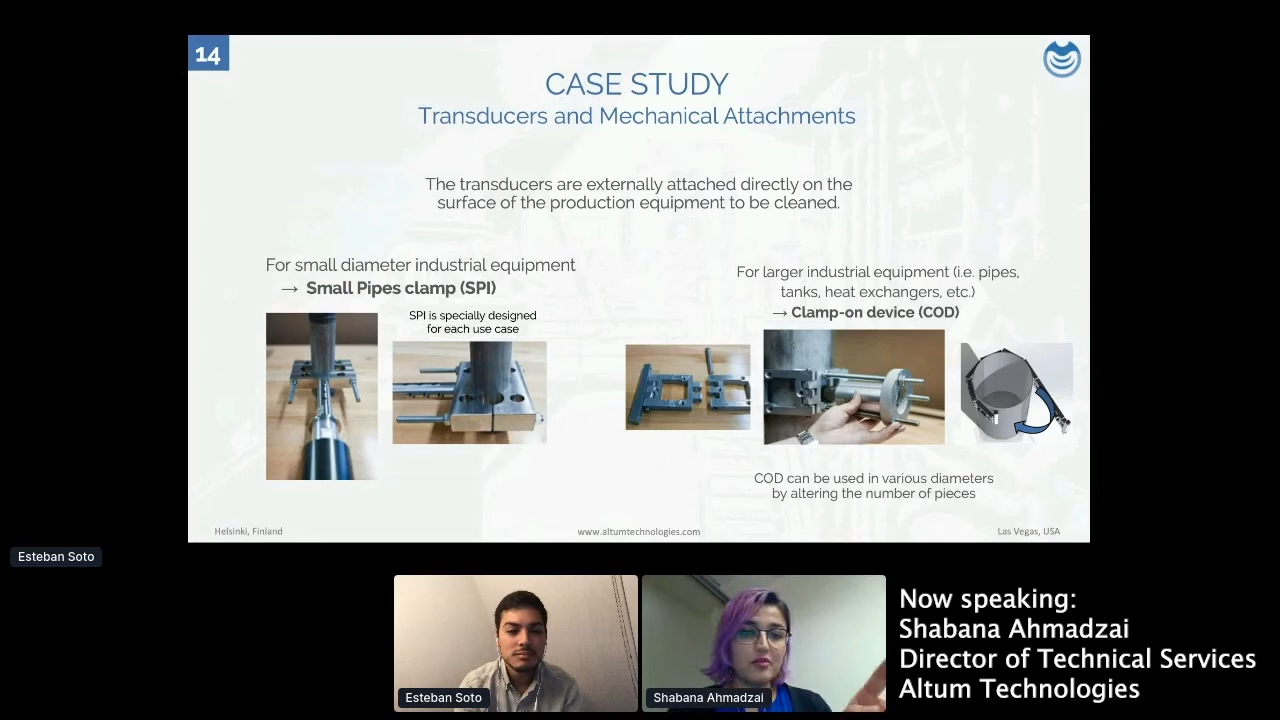 14
CASE STUDY
Transducers and Mechanical Attachments
The transducers are externally attached directly on the
surface of the production equipment to be cleaned.
For small diameter industrial equipment
→ Small Pipes clamp (SPI)
SPI is specially designed
for each use case
For larger industrial equipment (i.e. pipes,
tanks, heat exchangers, etc.)
→ Clamp-on device (COD)
COD can be used in various diameters
by altering the number of pieces
Helsinki, Finland
www.altumtechnologies.com
Las Vegas, USA
Esteban Soto
Esteban Soto
Shabana Ahmadzai
Now speaking:
Shabana Ahmadzai
Director of Technical Services
Altum Technologies